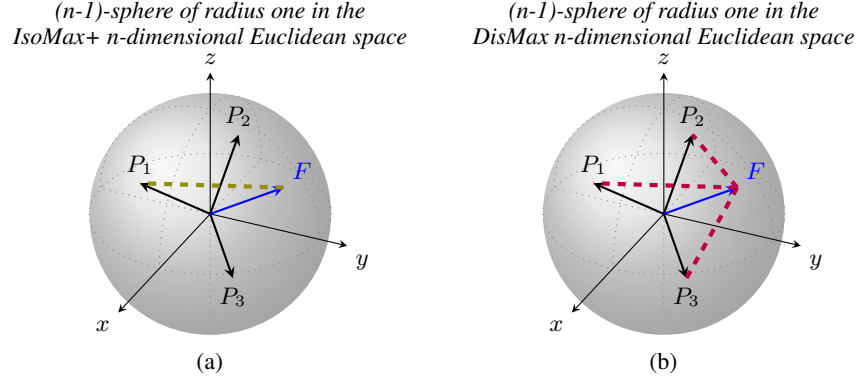 (n-1)-sphere of radius one in the
IsoMax+ n-dimensional Euclidean space
z
P2
P1
F
P3
y
x
(a)
(n-1)-sphere of radius one in the
DisMax n-dimensional Euclidean space
z
P2
P1
F
P3
y
x
(b)